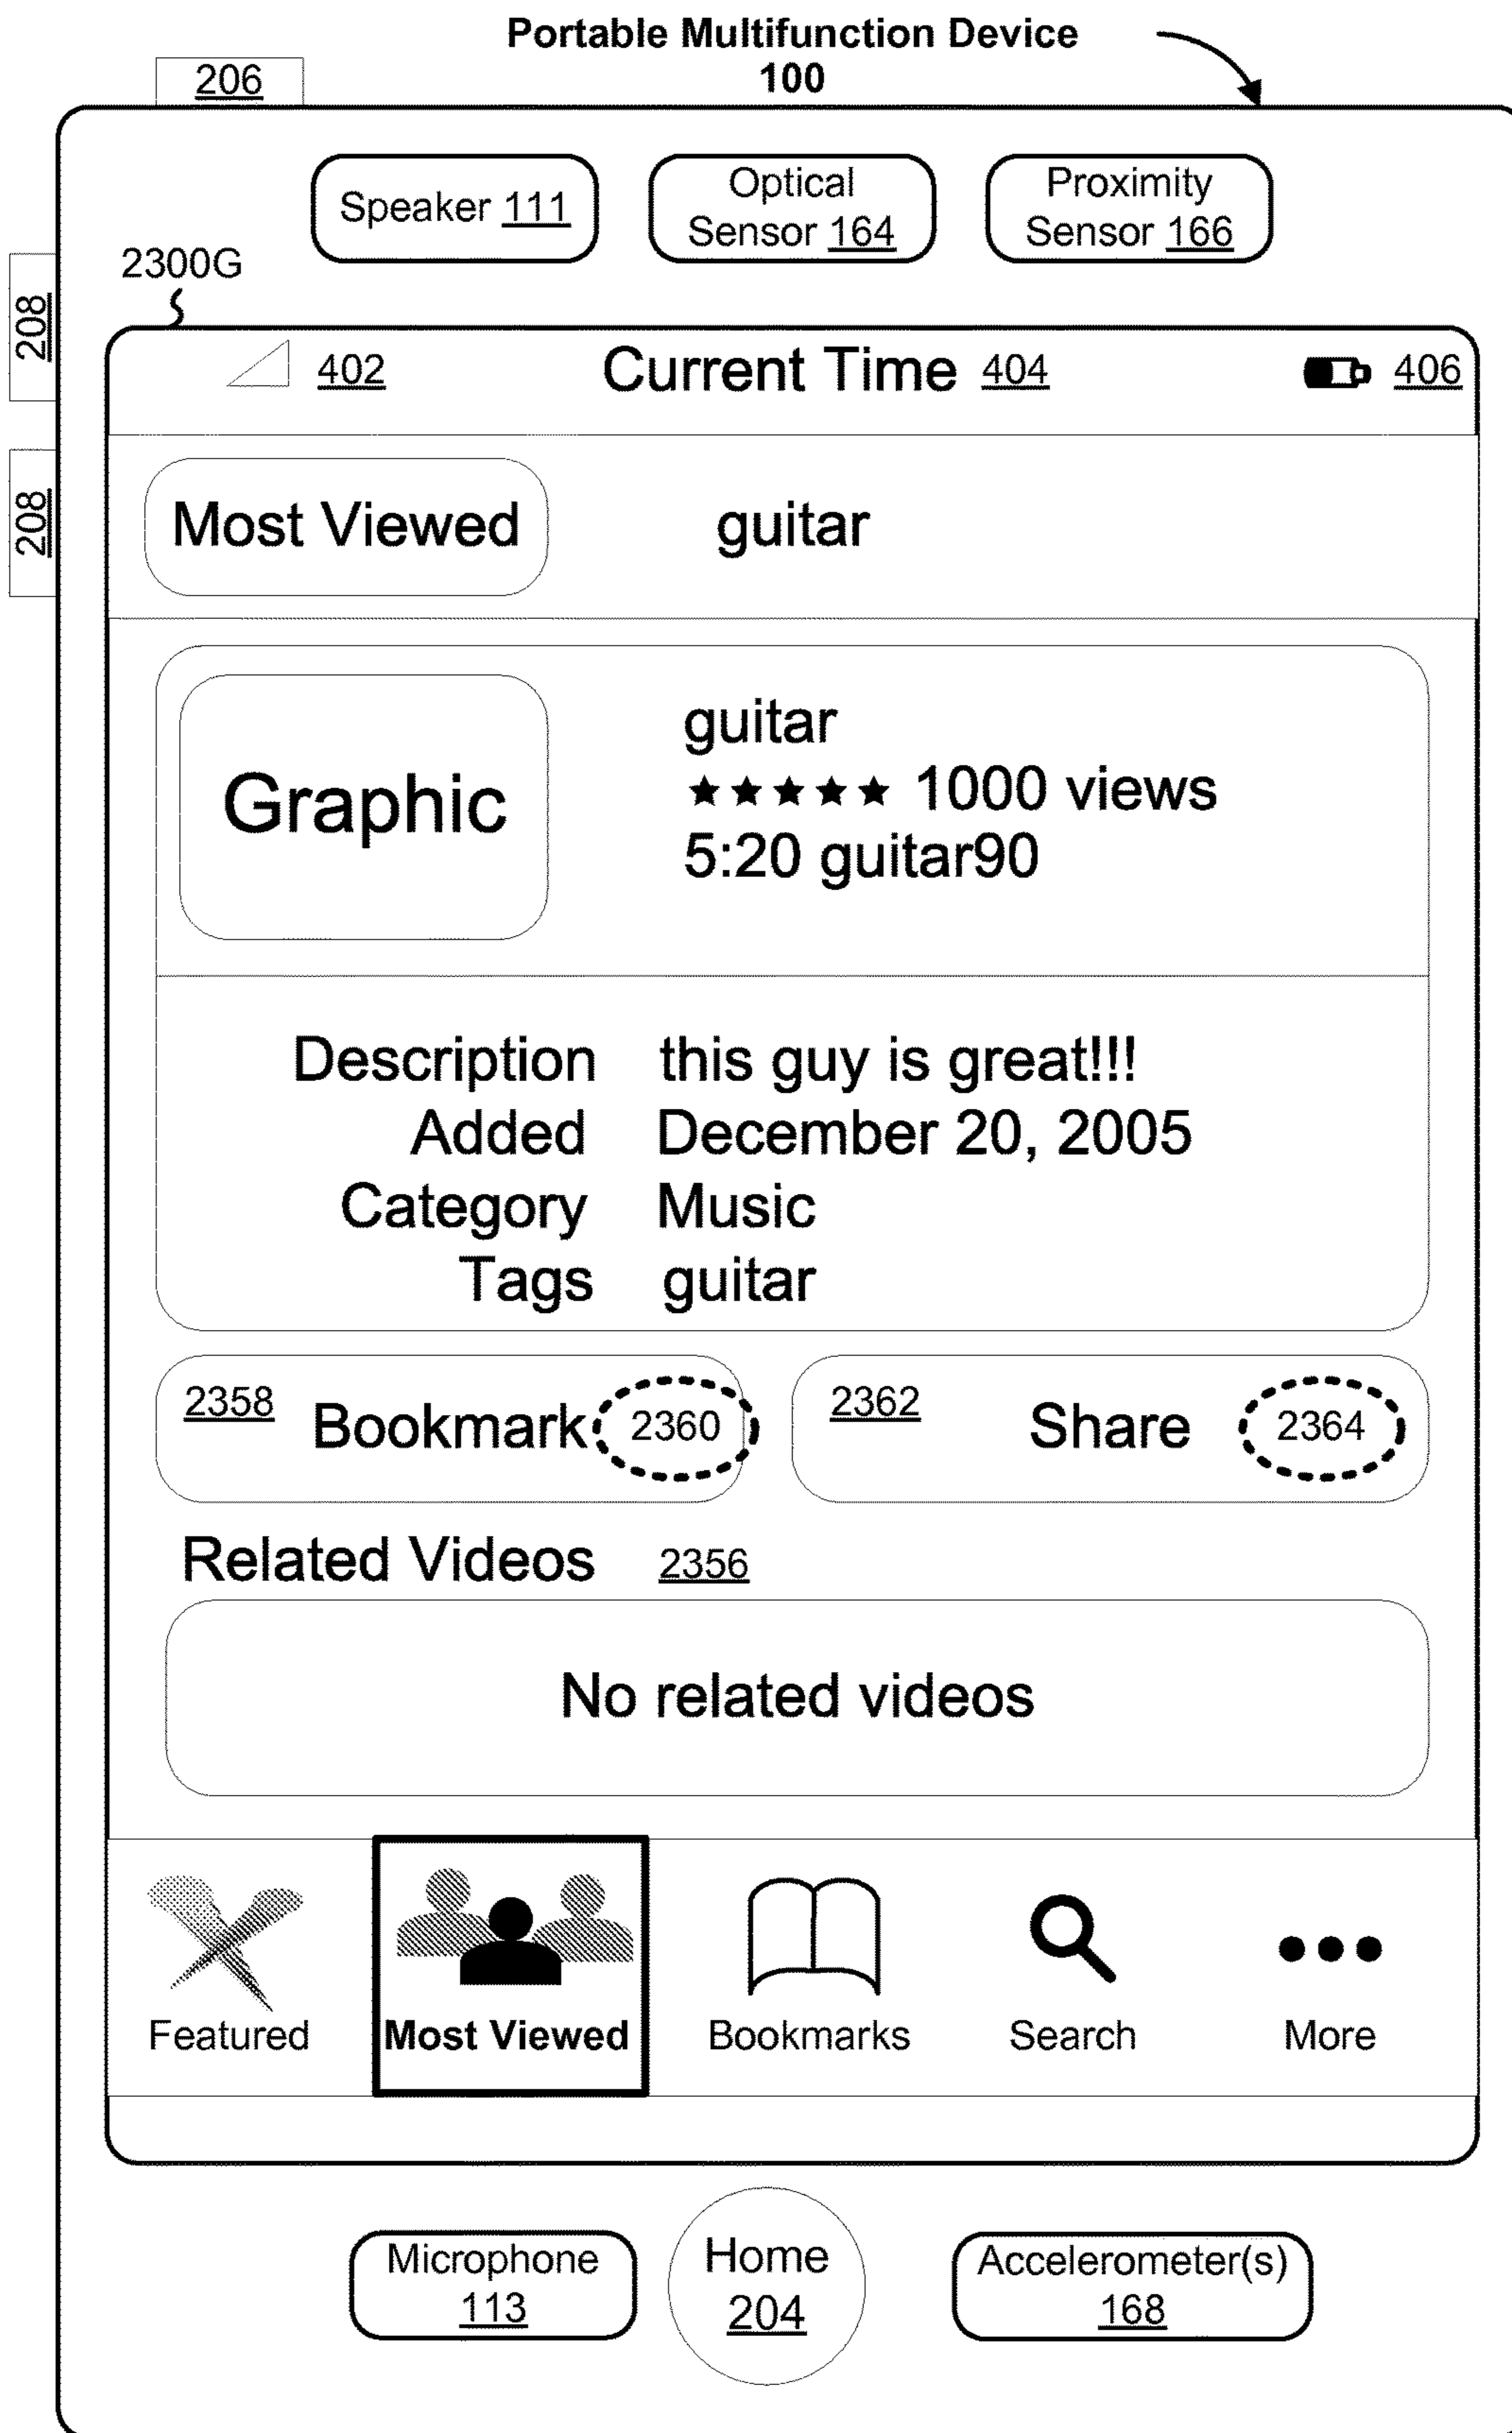 Portable Multifunction Device
100
206
Speaker 111
Optical
Sensor 164
Proximity
Sensor 166
2300G
208
208
402 Current Time 404 406
Most Viewed guitar
Graphic
guitar
★★★★★ 1000 views
5:20 guitar90
Description this guy is great!!!
Added December 20, 2005
Category Music
Tags guitar
2358 Bookmark 2360
2362 Share 2364
Related Videos 2356
No related videos
Featured Most Viewed Bookmarks Search More
Microphone
113
Home
204
Accelerometer(s)
168